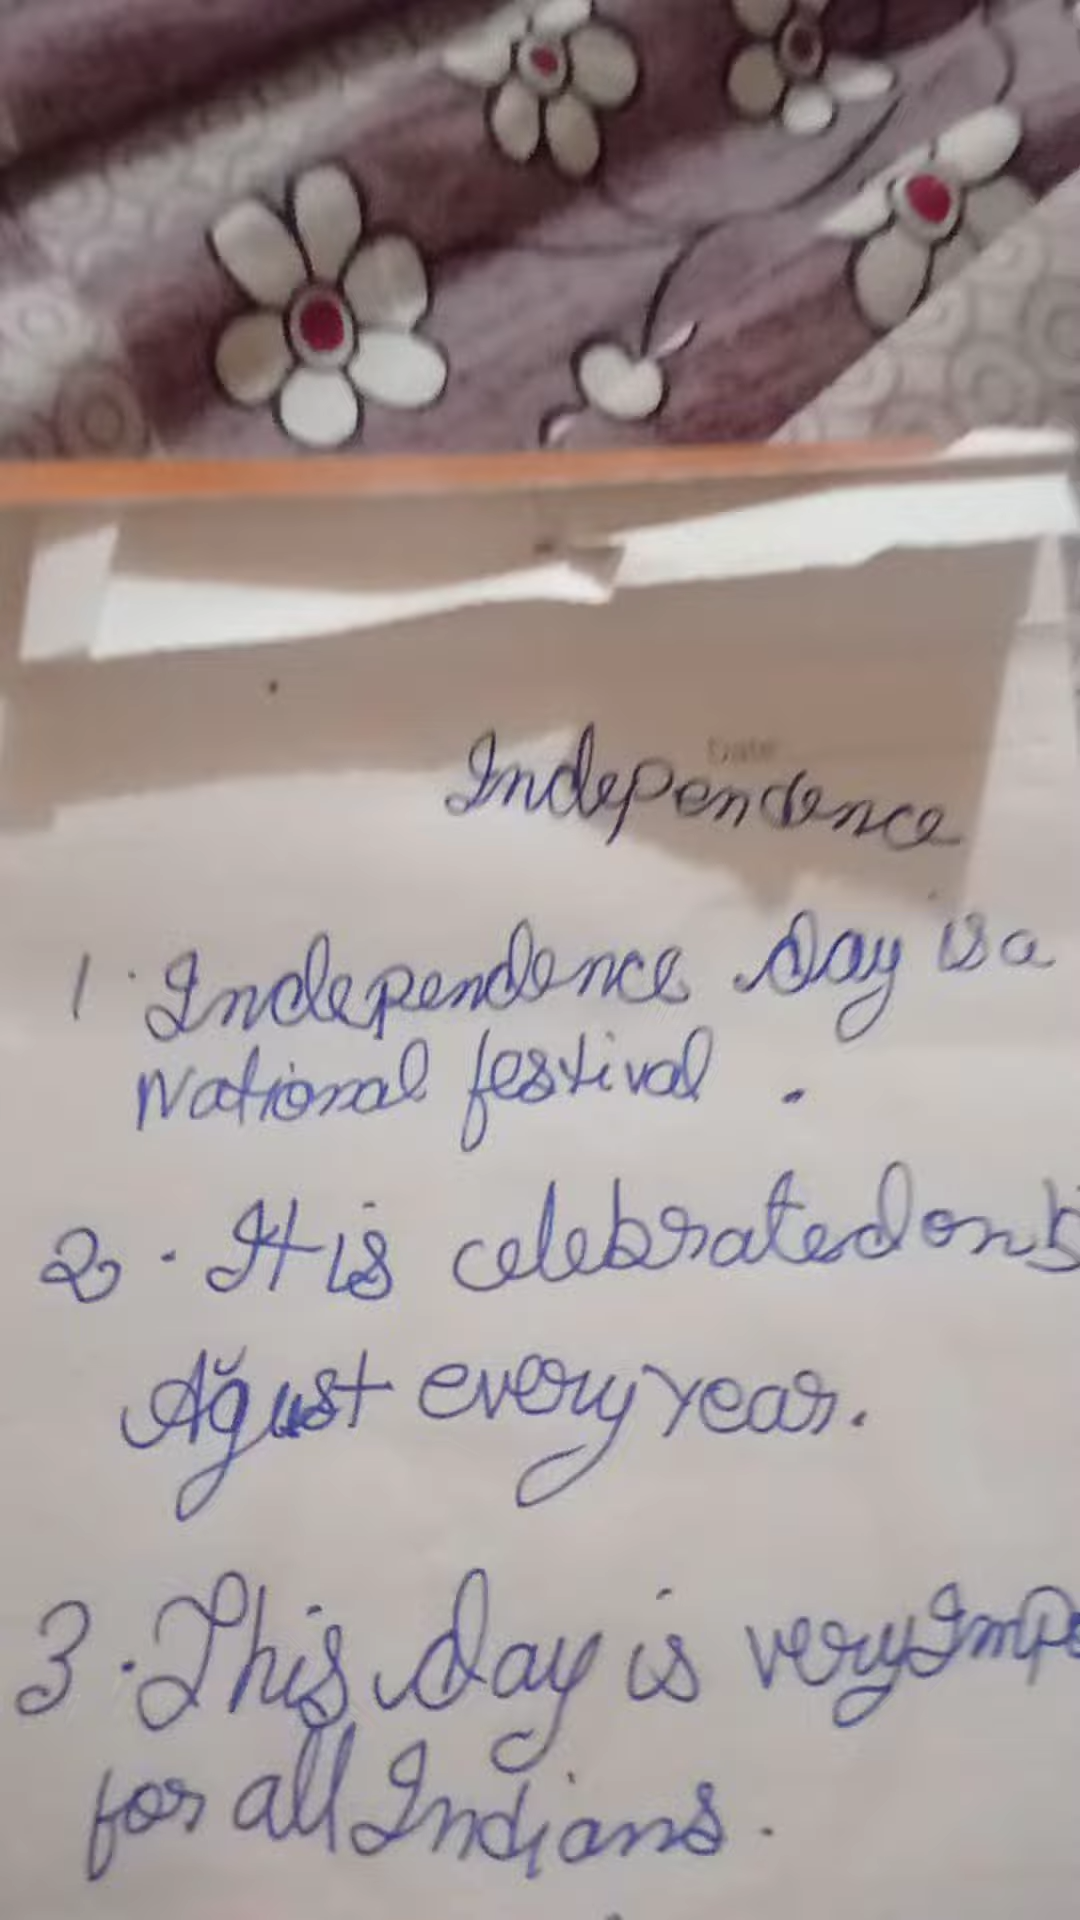 Date
Independence
1. Independence Day is a
National festival.
2. It is celebrated on
Agust every year.
3. This day is very
for all Indians.